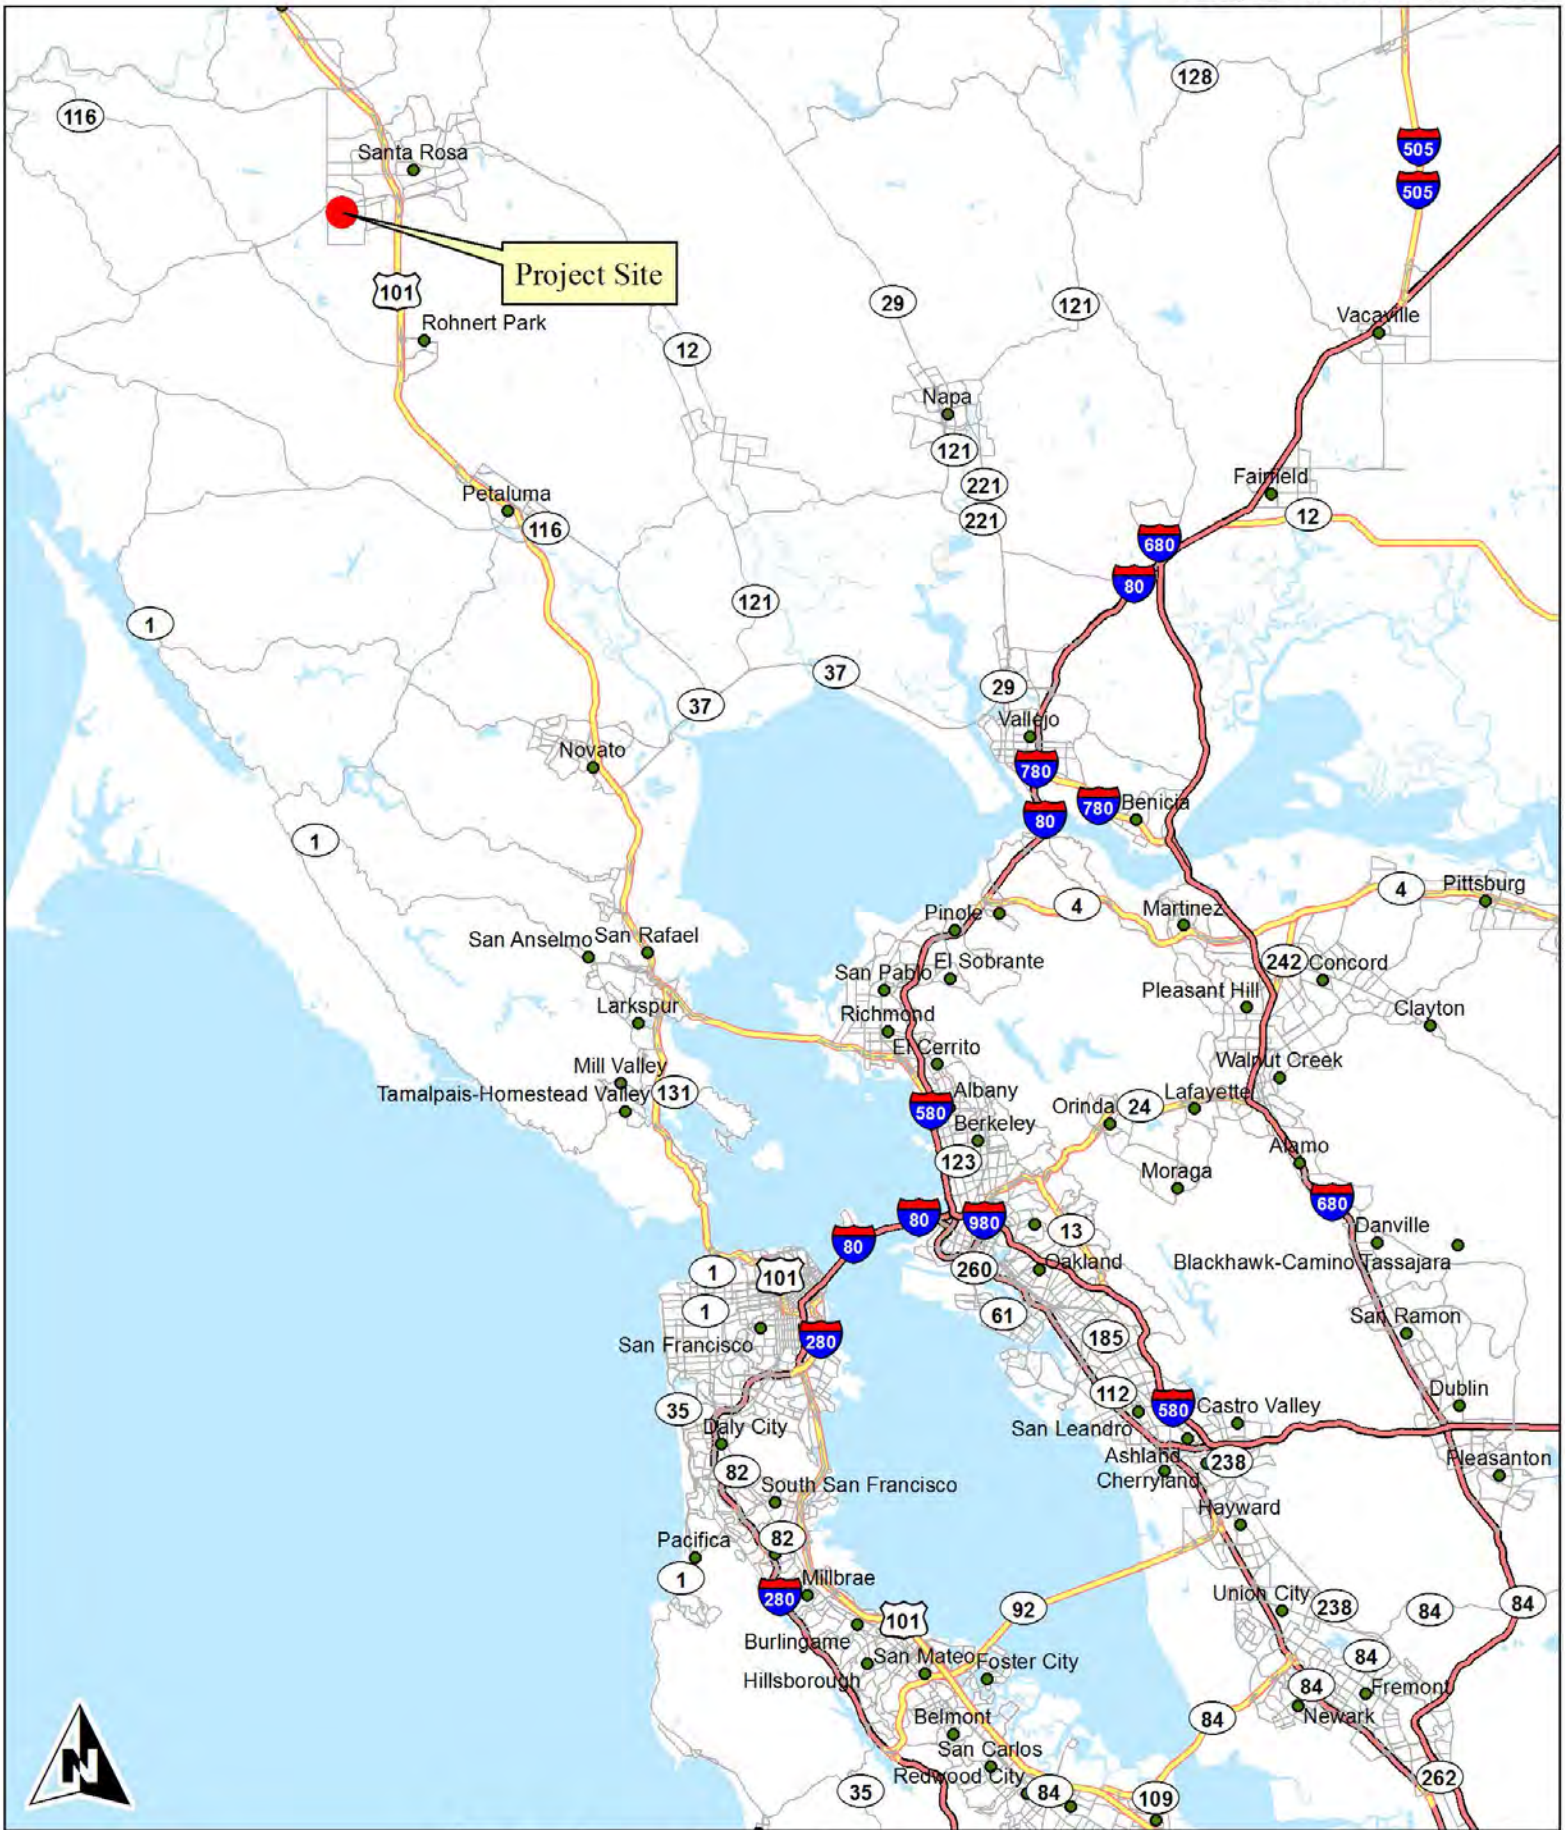 128
116
505
Santa Rosa
505
Project Site
101
29
121
Vacaville
Rohnert Park
12
Napa
121
Fairfield
221
Petaluma
12
116
221
680
80
121
1
37
29
37
Vallejo
Novato
780
780
Benicia
80
1
4
Pittsburg
4
Pinole
Martinez
San Anselmo
San Rafael
242
Concord
El Sobrante
San Pablo
Pleasant Hill
Larkspur
Richmond
Clayton
El Cerrito
Walnut Creek
Mill Valley
Tamalpais-Homestead Valley
131
Albany
Lafayette
Orinda
24
580
Berkeley
Alamo
123
Moraga
680
80
980
Danville
13
80
Blackhawk-Camino Tassajara
Oakland
1
101
260
1
61
San Ramon
San Francisco
280
185
Dublin
112
35
580
Castro Valley
Daly City
San Leandro
Ashland
238
Pleasanton
82
Cherryland
South San Francisco
Hayward
82
Pacifica
1
Millbrae
280
Union City
238
84
84
92
101
Burlingame
San Mateo
Foster City
84
Hillsborough
84
Fremont
Belmont
84
Newark
San Carlos
Redwood City
262
35
84
109
N